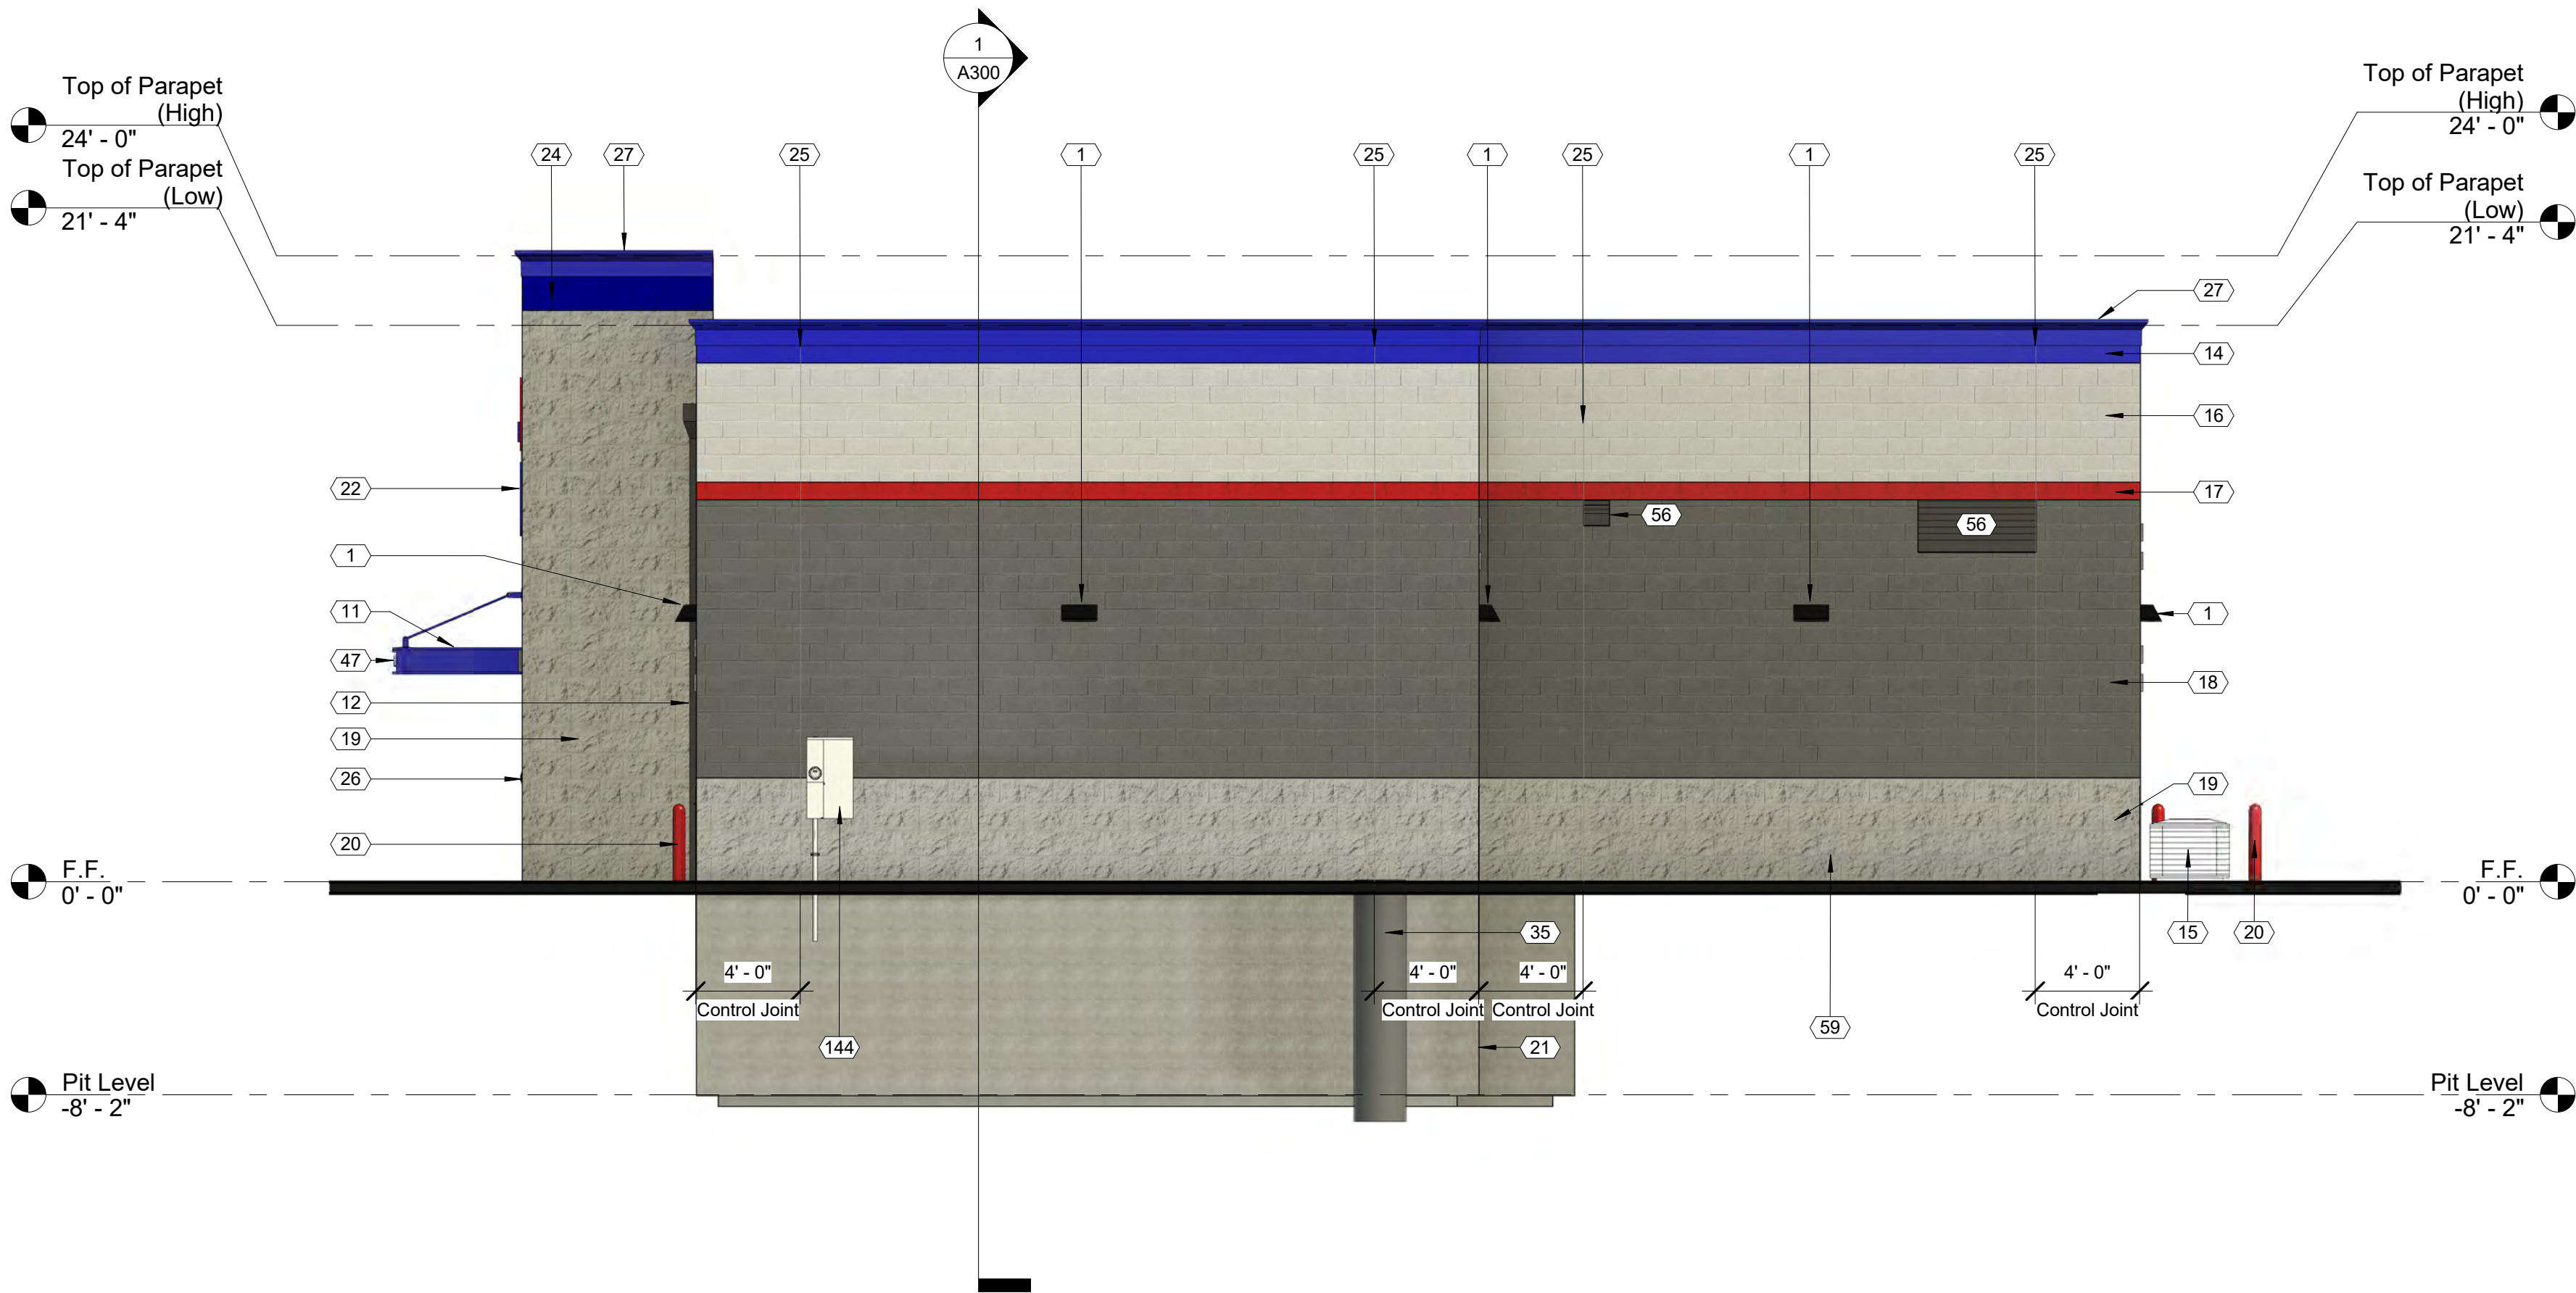 1
A300
Top of Parapet
(High)
24' - 0"
Top of Parapet
(Low)
21' - 4"
Top of Parapet
(High)
24' - 0"
Top of Parapet
(Low)
21' - 4"
24
27
25
1
25
1
25
1
25
27
14
16
22
17
56
56
1
11
1
47
18
12
19
26
19
20
F.F.
0' - 0"
F.F.
0' - 0"
35
15
20
4' - 0"
4' - 0"
4' - 0"
4' - 0"
Control Joint
Control Joint
Control Joint
Control Joint
59
144
21
Pit Level
-8' - 2"
Pit Level
-8' - 2"